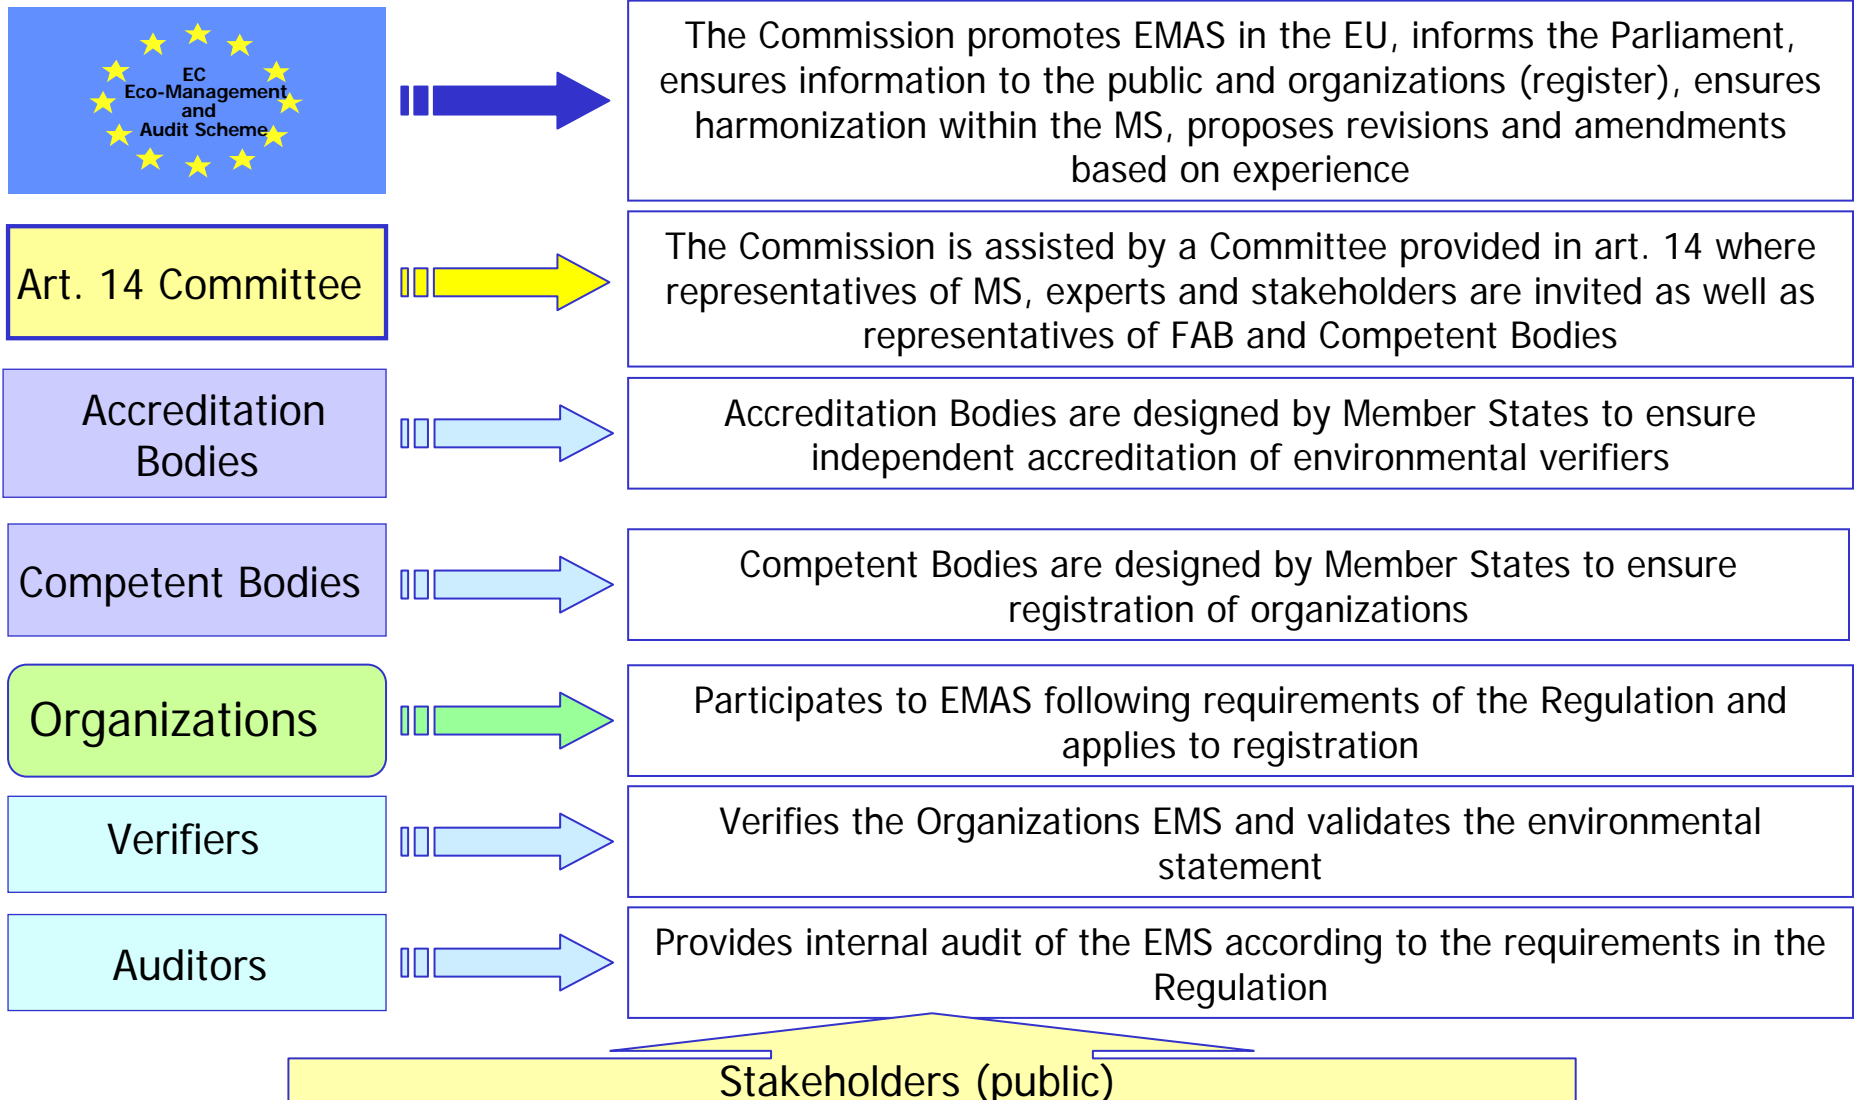 EC
Eco-Management
and
Audit Scheme
The Commission promotes EMAS in the EU, informs the Parliament,
ensures information to the public and organizations (register), ensures
harmonization within the MS, proposes revisions and amendments
based on experience
Art. 14 Committee
The Commission is assisted by a Committee provided in art. 14 where
representatives of MS, experts and stakeholders are invited as well as
representatives of FAB and Competent Bodies
Accreditation
Bodies
Accreditation Bodies are designed by Member States to ensure
independent accreditation of environmental verifiers
Competent Bodies
Competent Bodies are designed by Member States to ensure
registration of organizations
Organizations
Participates to EMAS following requirements of the Regulation and
applies to registration
Verifiers
Verifies the Organizations EMS and validates the environmental
statement
Auditors
Provides internal audit of the EMS according to the requirements in the
Regulation
Stakeholders (public)